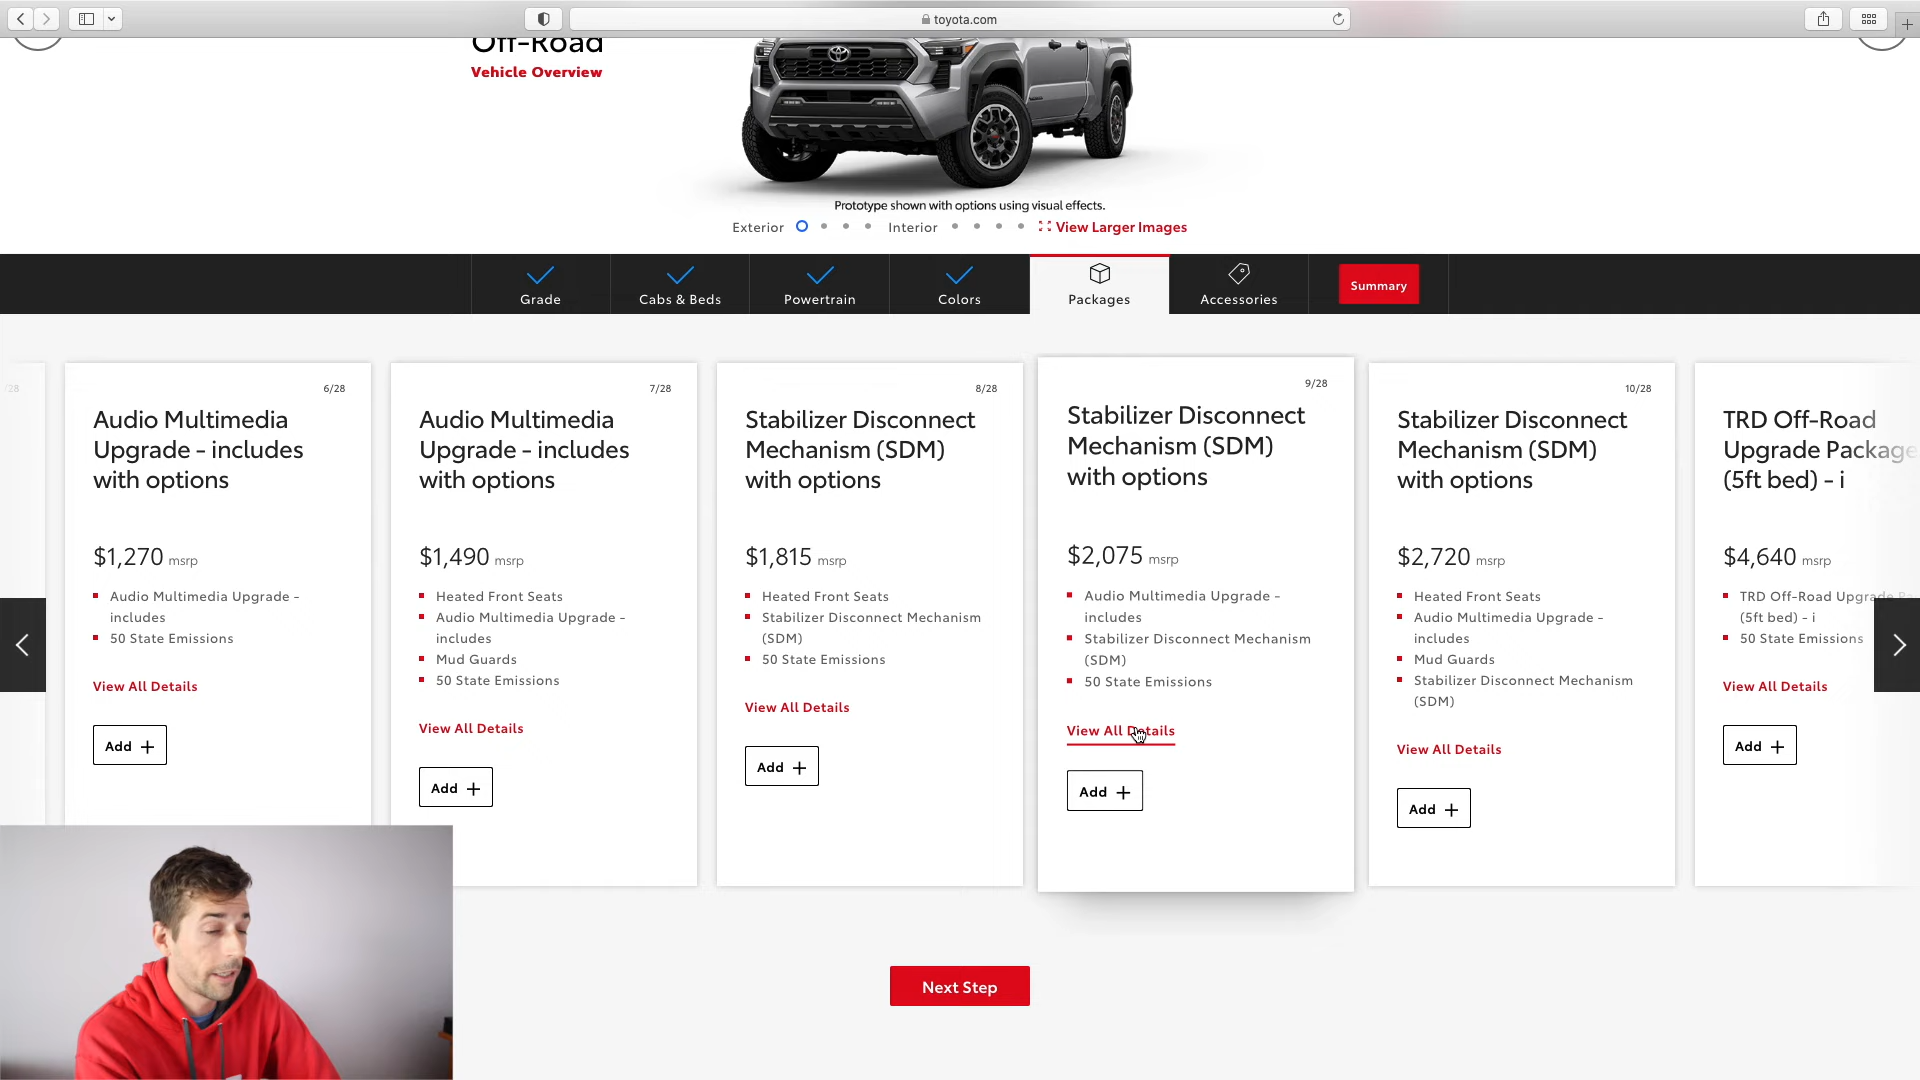 toyota.com
Off-Road
Vehicle Overview
Prototype shown with options using visual effects.
Exterior
Interior
View Larger Images
Grade
Cabs & Beds
Powertrain
Colors
Packages
Accessories
Summary
/28
6/28
Audio Multimedia
Upgrade - includes
with options
$1,270 msrp
Audio Multimedia Upgrade -
includes
50 State Emissions
View All Details
Add
7/28
Audio Multimedia
Upgrade - includes
with options
$1,490 msrp
Heated Front Seats
Audio Multimedia Upgrade -
includes
Mud Guards
50 State Emissions
View All Details
Add
8/28
Stabilizer Disconnect
Mechanism (SDM)
with options
$1,815 msrp
Heated Front Seats
Stabilizer Disconnect Mechanism
(SDM)
50 State Emissions
View All Details
Add
9/28
Stabilizer Disconnect
Mechanism (SDM)
with options
$2,075 msrp
Audio Multimedia Upgrade -
includes
Stabilizer Disconnect Mechanism
(SDM)
50 State Emissions
View All Details
Add
10/28
Stabilizer Disconnect
Mechanism (SDM)
with options
$2,720 msrp
Heated Front Seats
Audio Multimedia Upgrade -
includes
Mud Guards
Stabilizer Disconnect Mechanism
(SDM)
View All Details
Add
TRD Off-Road
Upgrade Package
(5ft bed) - i
$4,640 msrp
TRD Off-Road Upgrade Pa
(5ft bed) - i
50 State Emissions
View All Details
Add
Next Step